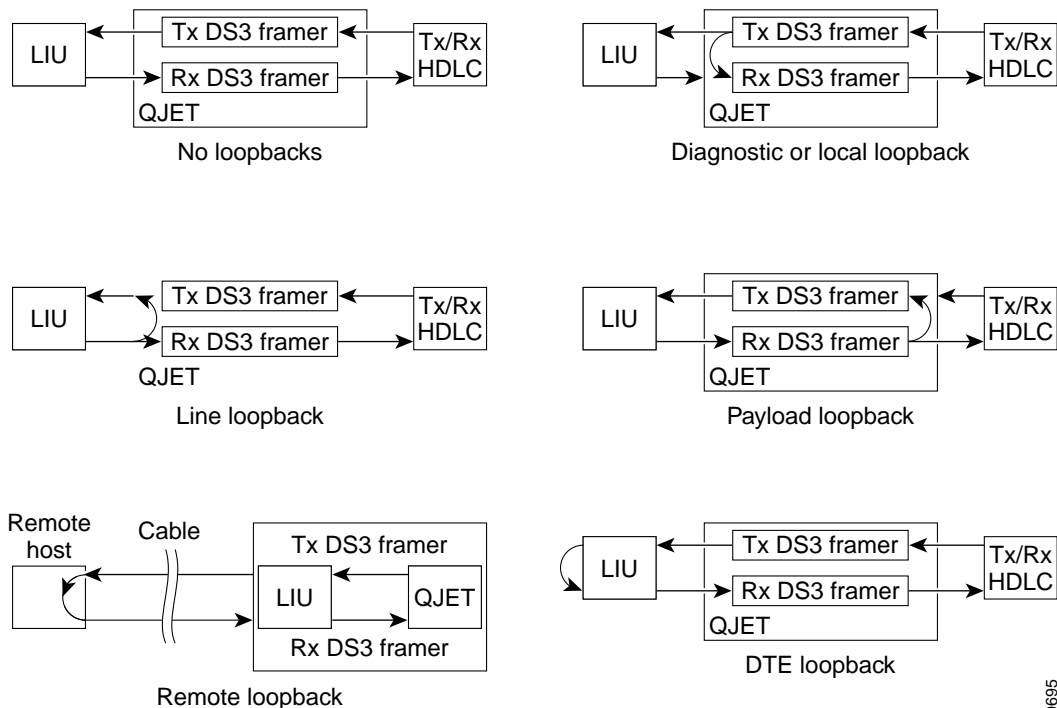 LIU
Tx DS3 framer
Rx DS3 framer
Tx/Rx
HDLC
QJET
No loopbacks
LIU
Tx DS3 framer
Rx DS3 framer
Tx/Rx
HDLC
QJET
Diagnostic or local loopback
LIU
Tx DS3 framer
Rx DS3 framer
Tx/Rx
HDLC
QJET
Line loopback
LIU
Tx DS3 framer
Rx DS3 framer
Tx/Rx
HDLC
QJET
Payload loopback
Remote
host
Cable
Tx DS3 framer
LIU
QJET
Rx DS3 framer
Remote loopback
LIU
Tx DS3 framer
Rx DS3 framer
Tx/Rx
HDLC
QJET
DTE loopback